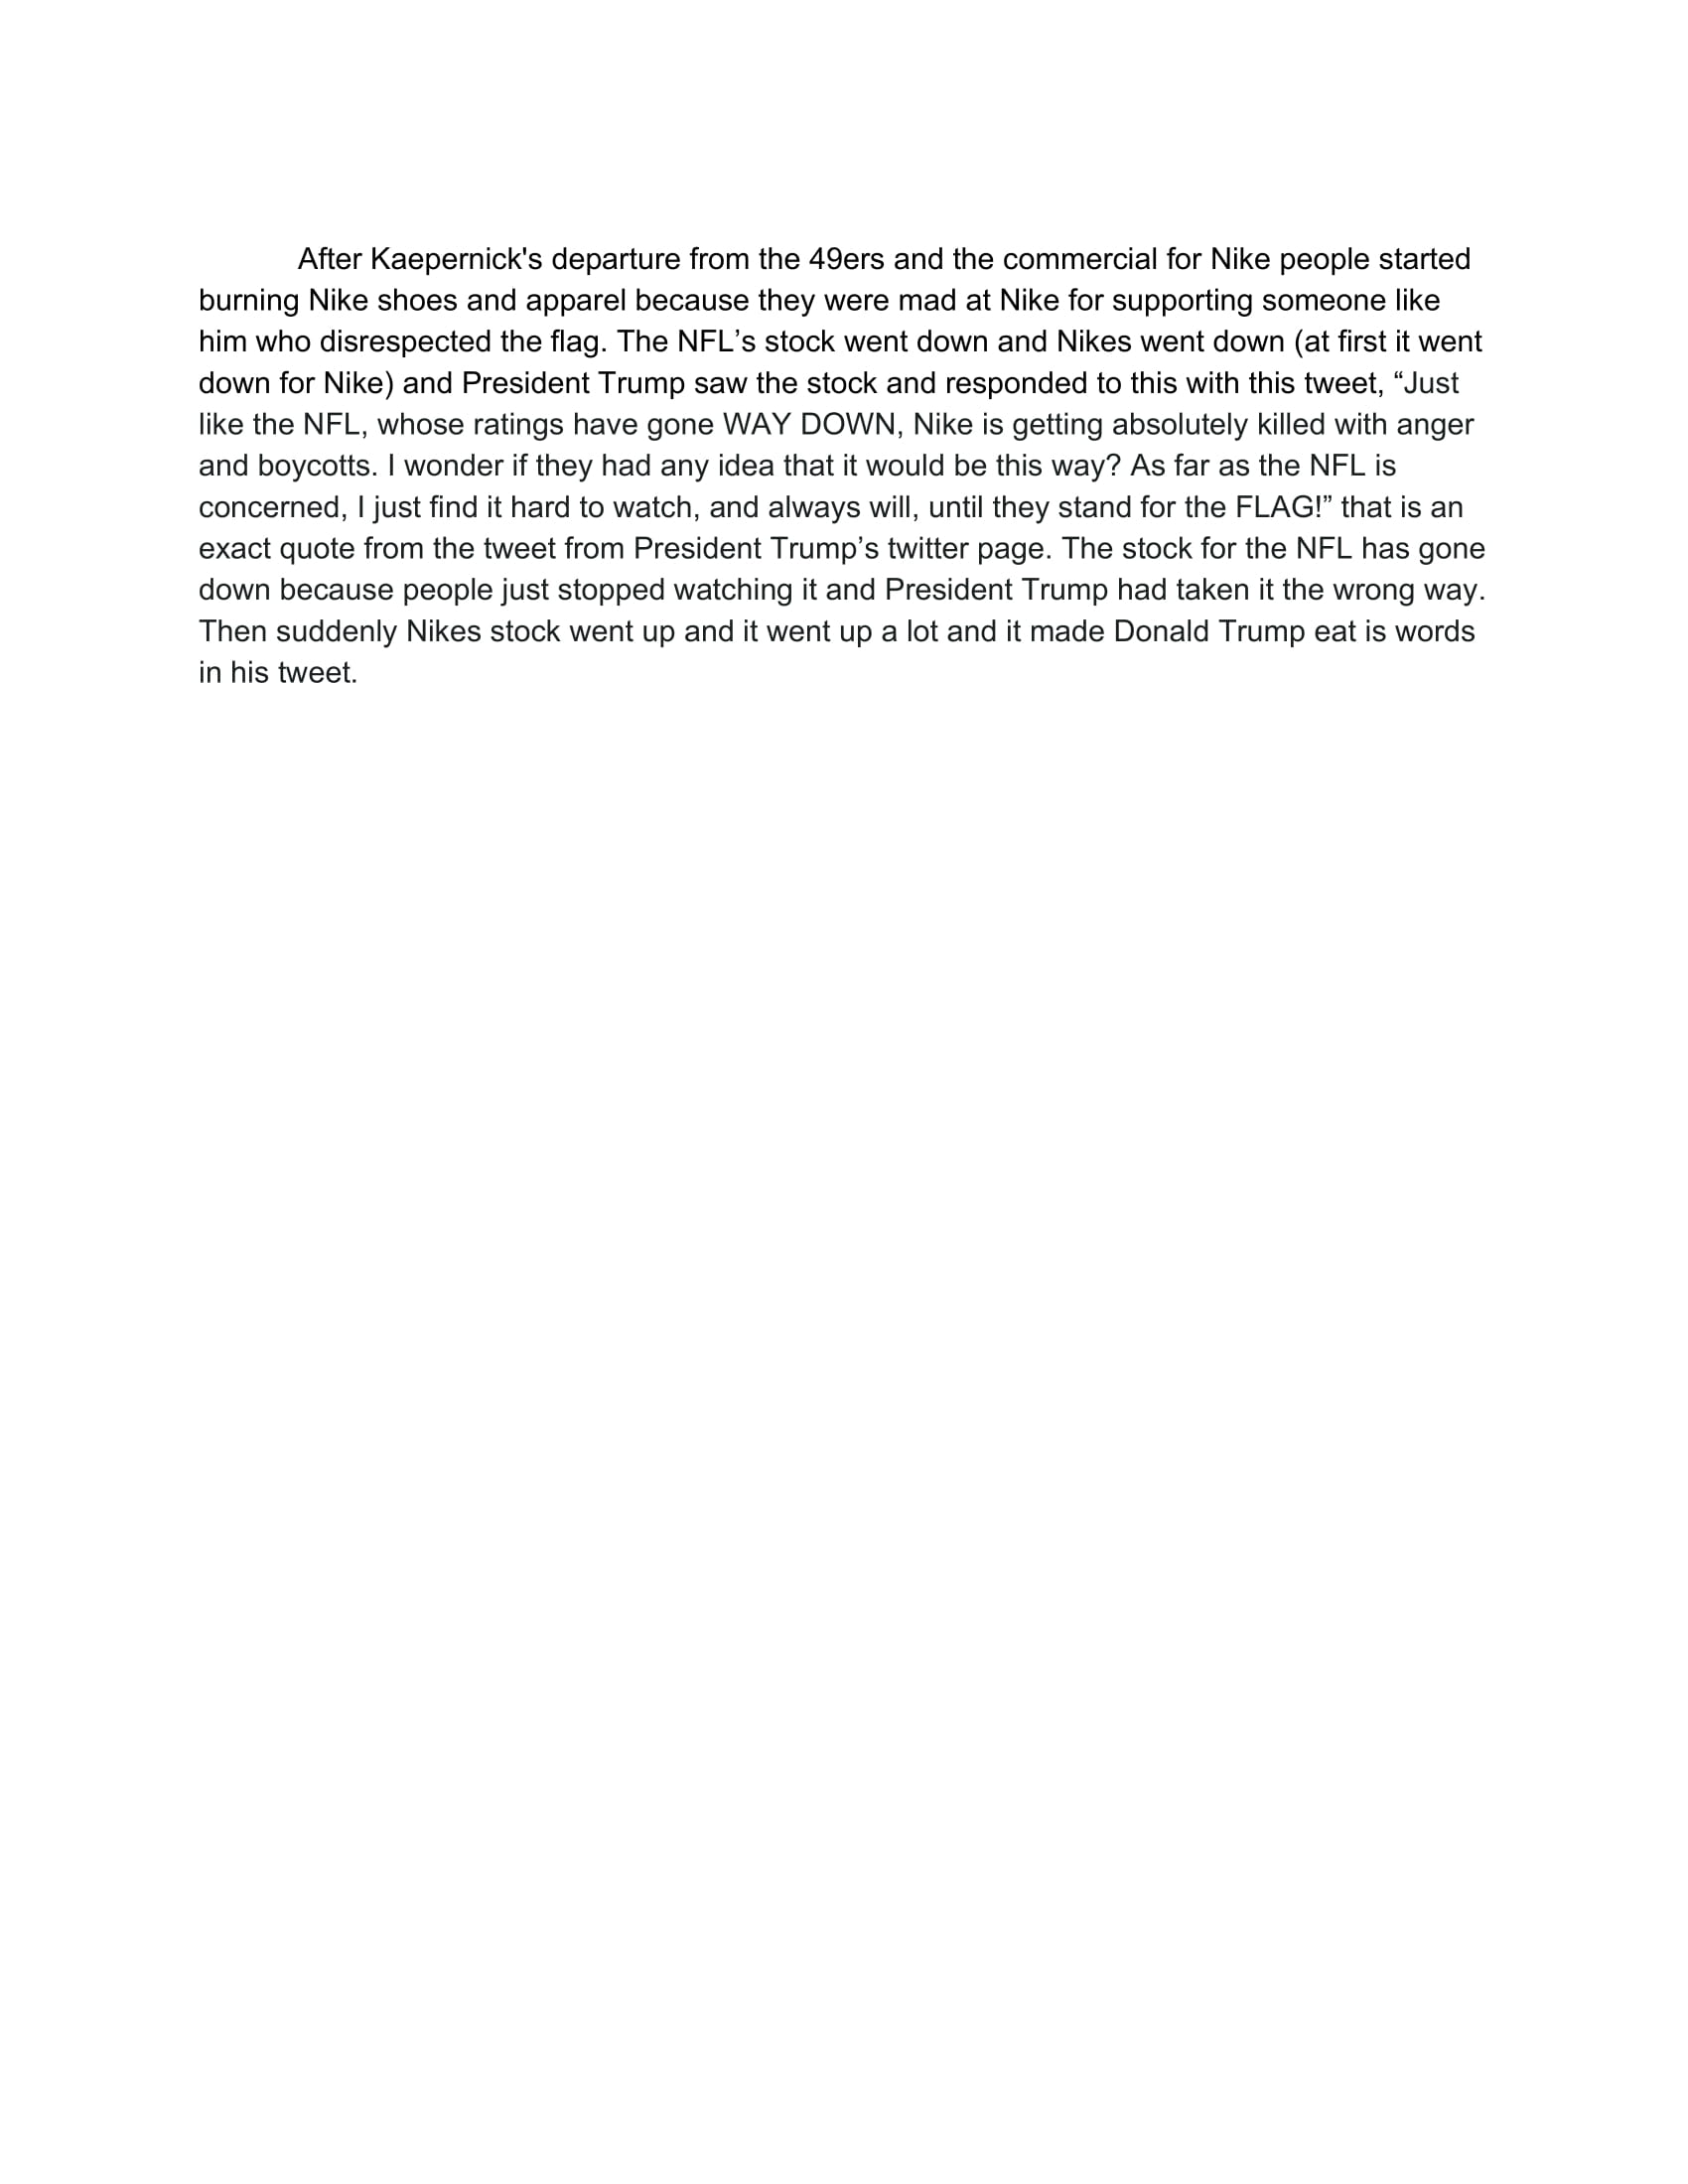 After Kaepernick's departure from the 49ers and the commercial for Nike people started
burning Nike shoes and apparel because they were mad at Nike for supporting someone like
him who disrespected the flag. The NFL’s stock went down and Nikes went down (at first it went
down for Nike) and President Trump saw the stock and responded to this with this tweet, “Just
like the NFL, whose ratings have gone WAY DOWN, Nike is getting absolutely killed with anger
and boycotts. I wonder if they had any idea that it would be this way? As far as the NFL is
concerned, I just find it hard to watch, and always will, until they stand for the FLAG!” that is an
exact quote from the tweet from President Trump’s twitter page. The stock for the NFL has gone
down because people just stopped watching it and President Trump had taken it the wrong way.
Then suddenly Nikes stock went up and it went up a lot and it made Donald Trump eat is words
in his tweet.